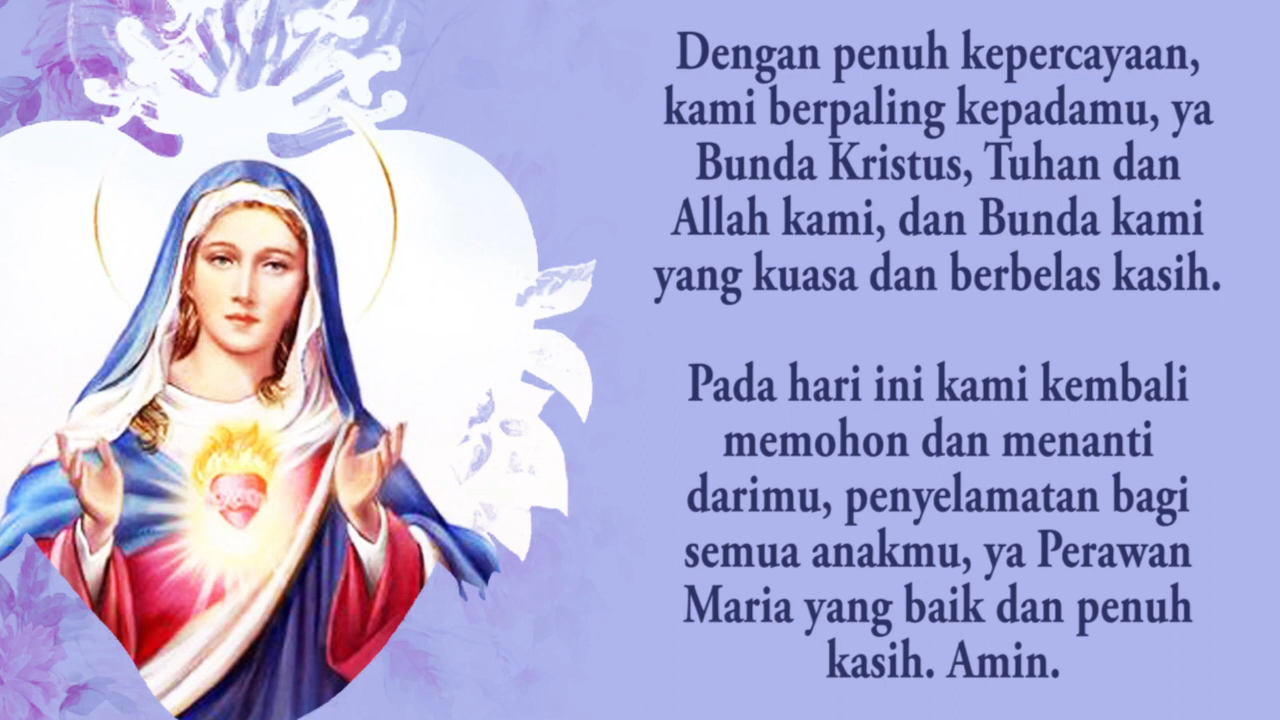 Dengan penuh kepercayaan,
kami berpaling kepadamu, ya
Bunda Kristus, Tuhan dan
Allah kami, dan Bunda kami
yang kuasa dan berbelas kasih.
Pada hari ini kami kembali
memohon dan menanti
darimu, penyelamatan bagi
semua anakmu, ya Perawan
Maria yang baik dan penuh
kasih. Amin.